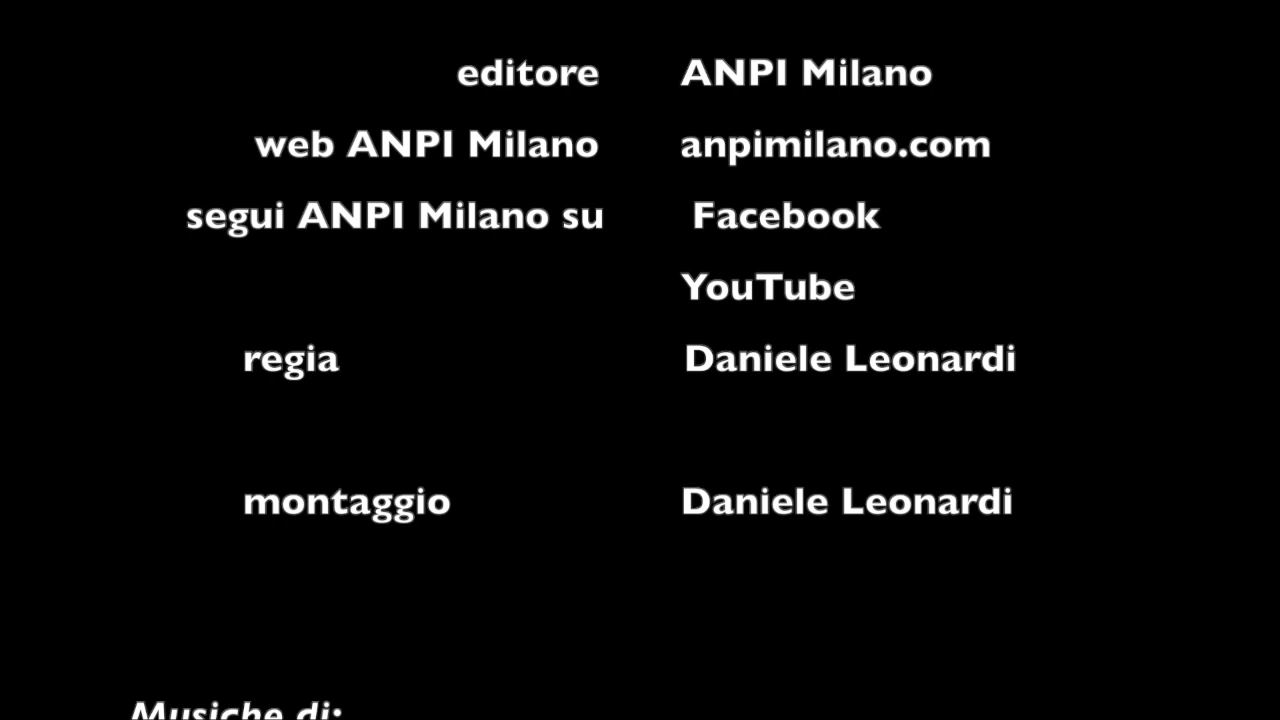 editore ANPI Milano
web ANPI Milano anpimilano.com
segui ANPI Milano su Facebook
YouTube
regia Daniele Leonardi
montaggio Daniele Leonardi
Musiche di: